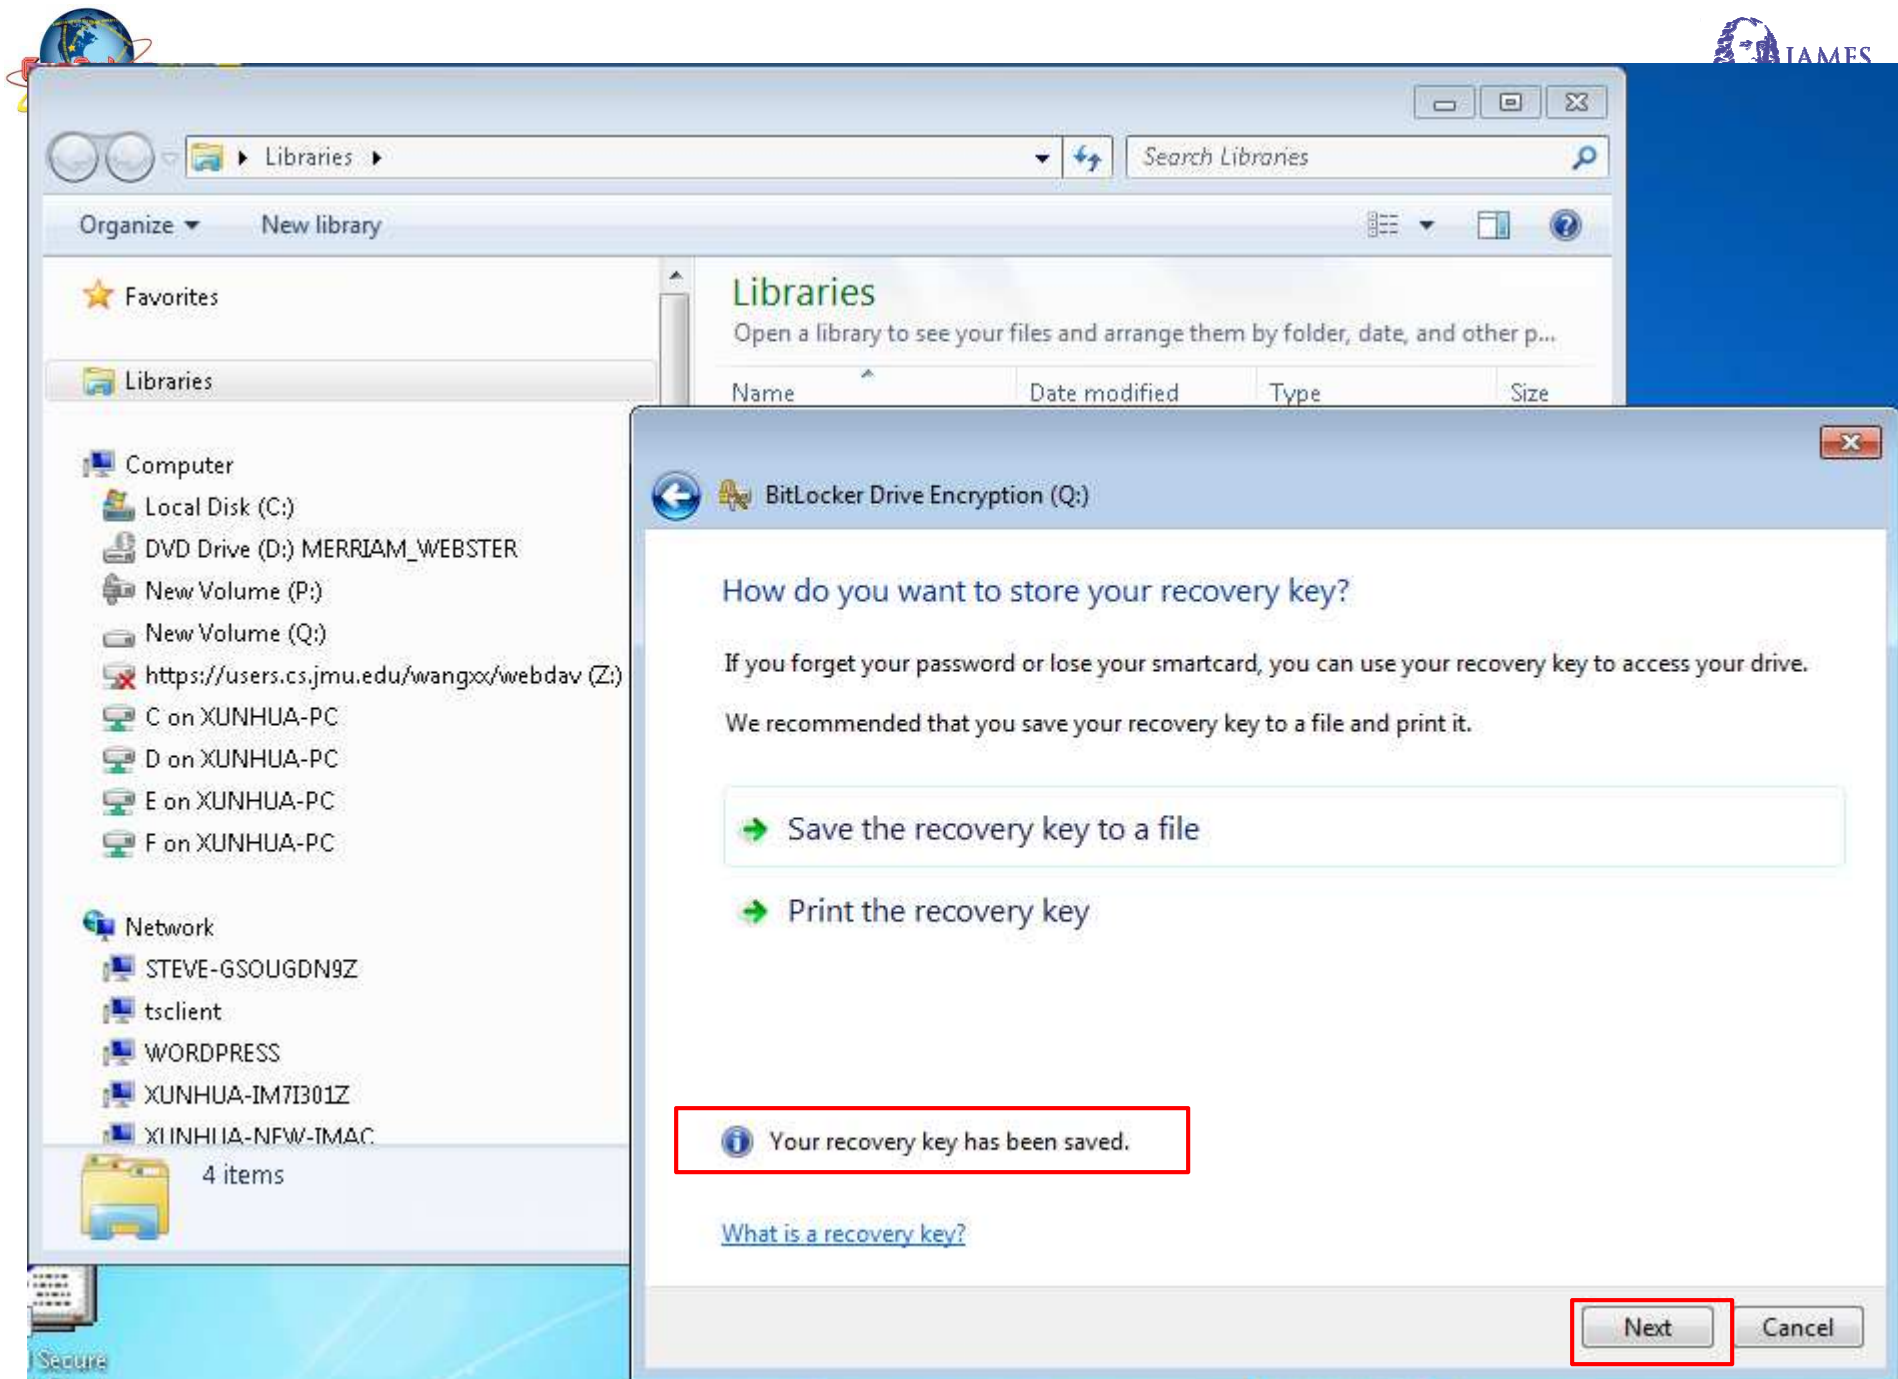 JAMES
Libraries
Search Libraries
Organize
New library
Favorites
Libraries
Open a library to see your files and arrange them by folder, date, and other p...
Libraries
Name
Date modified
Type
Size
Computer
Local Disk (C:)
DVD Drive (D:) MERRIAM_WEBSTER
New Volume (P:)
New Volume (Q:)
https://users.cs.jmu.edu/wangxx/webdav (Z:)
C on XUNHUA-PC
D on XUNHUA-PC
E on XUNHUA-PC
F on XUNHUA-PC
Network
STEVE-GSOUGDN9Z
tsclient
WORDPRESS
XUNHUA-IM7I301Z
XUNHUA-NEW-IMAC
4 items
BitLocker Drive Encryption (Q:)
How do you want to store your recovery key?
If you forget your password or lose your smartcard, you can use your recovery key to access your drive.
We recommended that you save your recovery key to a file and print it.
Save the recovery key to a file
Print the recovery key
Your recovery key has been saved.
What is a recovery key?
Next
Cancel
Secure